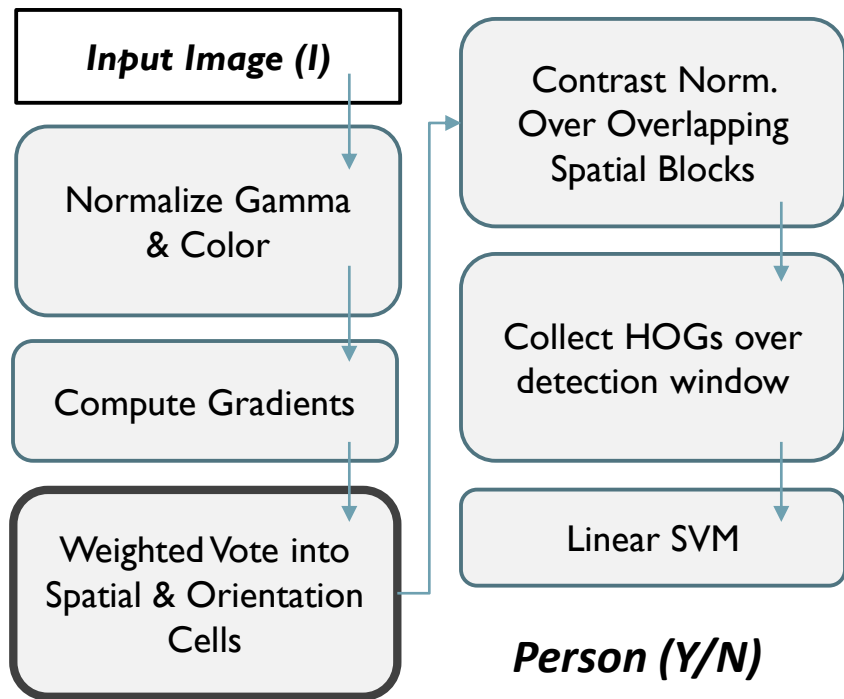 Input Image (I)
Normalize Gamma
& Color
Compute Gradients
Weighted Vote into
Spatial & Orientation
Cells
Contrast Norm.
Over Overlapping
Spatial Blocks
Collect HOGs over
detection window
Linear SVM
Person (Y/N)